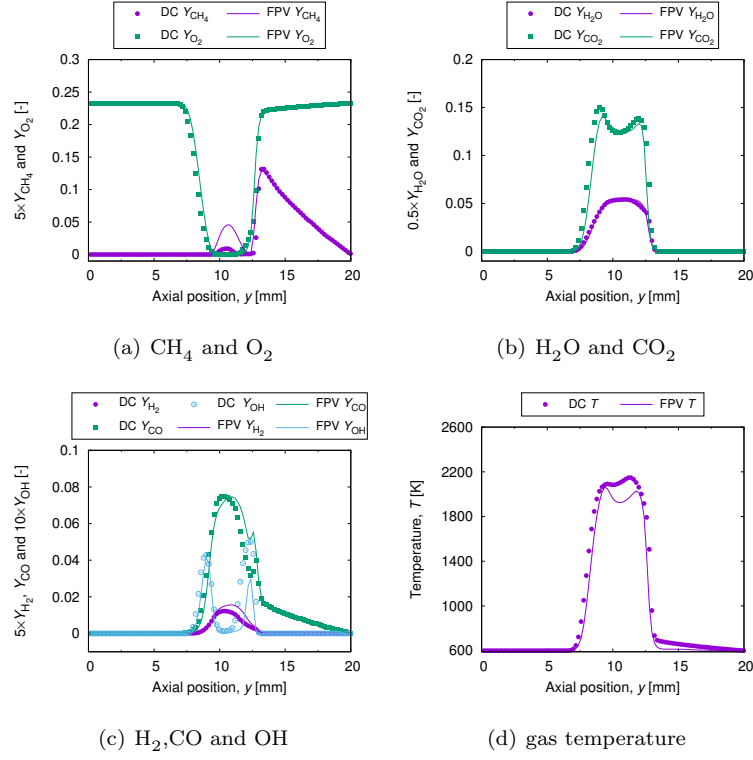 DC Y_CH4 FPV Y_CH4
DC Y_O2 FPV Y_O2
5×Y_CH4 and Y_O2 [-]
0.3
0.25
0.2
0.15
0.1
0.05
0
0 5 10 15 20
Axial position, y [mm]
(a) CH4 and O2
DC Y_H2O FPV Y_H2O
DC Y_CO2 FPV Y_CO2
0.5×Y_H2O and Y_CO2 [-]
0.2
0.15
0.1
0.05
0
0 5 10 15 20
Axial position, y [mm]
(b) H2O and CO2
DC Y_H2 DC Y_OH FPV Y_CO
DC Y_CO FPV Y_H2 FPV Y_OH
5×Y_H2, Y_CO and 10×Y_OH [-]
0.1
0.08
0.06
0.04
0.02
0
0 5 10 15 20
Axial position, y [mm]
(c) H2,CO and OH
DC T FPV T
Temperature, T [K]
2600
2200
1800
1400
1000
600
0 5 10 15 20
Axial position, y [mm]
(d) gas temperature